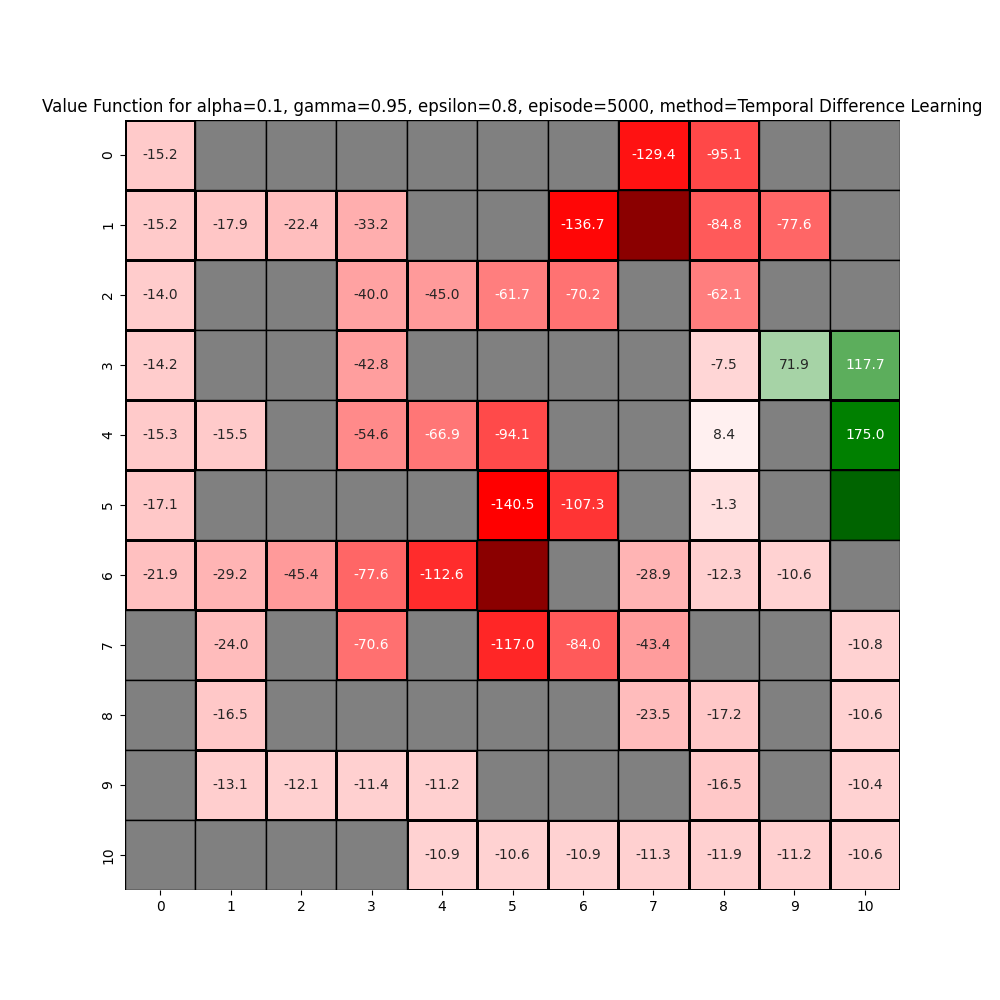 Value Function for alpha=0.1, gamma=0.95, epsilon=0.8, episode=5000, method=Temporal Difference Learning
0 -15.2 -129.4 -95.1
1 -15.2 -17.9 -22.4 -33.2 -136.7 -84.8 -77.6
2 -14.0 -40.0 -45.0 -61.7 -70.2 -62.1
3 -14.2 -42.8 -7.5 71.9 117.7
4 -15.3 -15.5 -54.6 -66.9 -94.1 8.4 175.0
5 -17.1 -140.5 -107.3 -1.3
6 -21.9 -29.2 -45.4 -77.6 -112.6 -28.9 -12.3 -10.6
7 -24.0 -70.6 -117.0 -84.0 -43.4 -10.8
8 -16.5 -23.5 -17.2 -10.6
9 -13.1 -12.1 -11.4 -11.2 -16.5 -10.4
10 -10.9 -10.6 -10.9 -11.3 -11.9 -11.2 -10.6
0 1 2 3 4 5 6 7 8 9 10